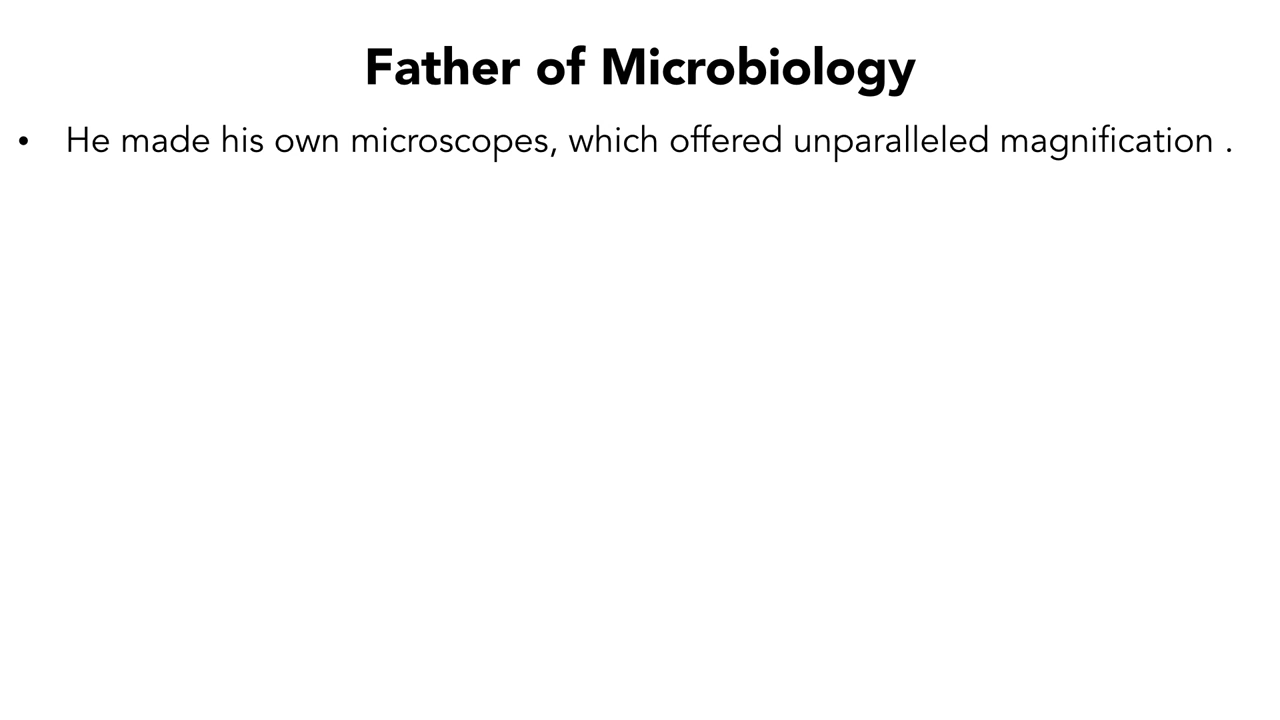 Father of Microbiology
• He made his own microscopes, which offered unparalleled magnification .